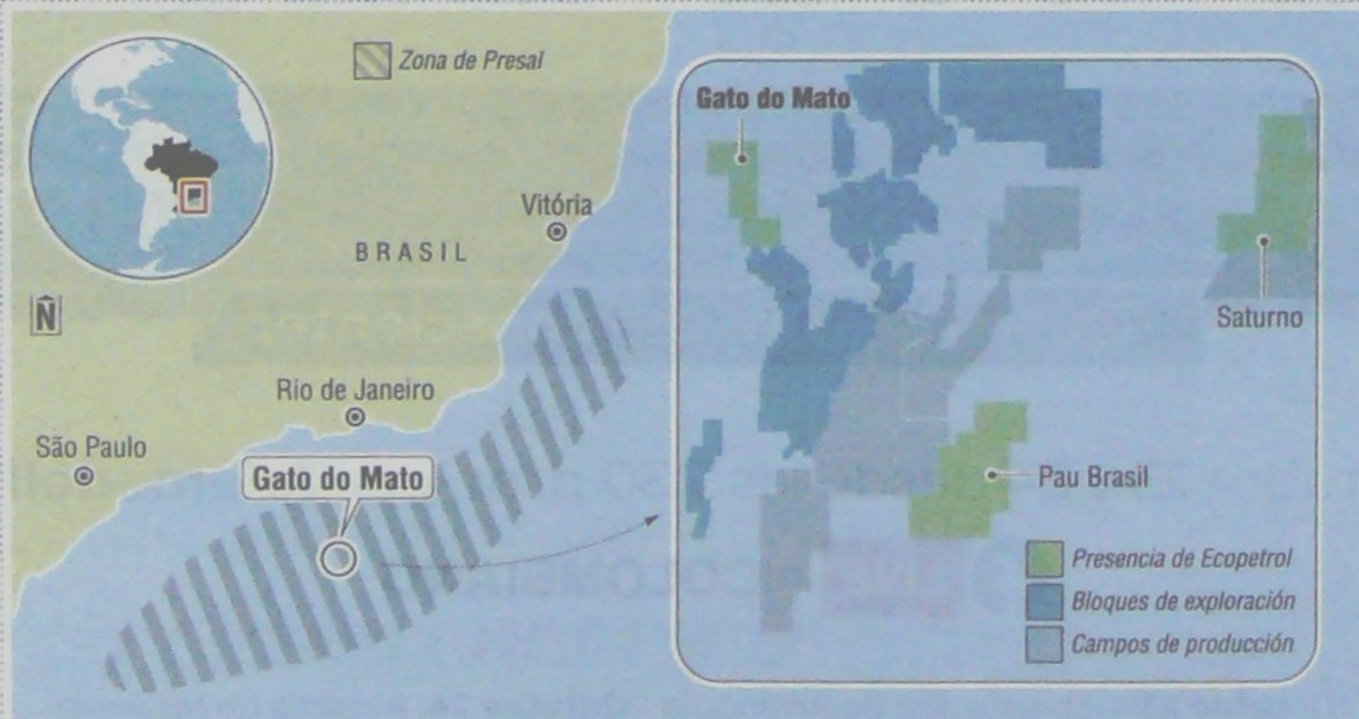 Zona de Presal
BRASIL
Vitória
N
Rio de Janeiro
São Paulo
Gato do Mato
Gato do Mato
Saturno
Pau Brasil
Presencia de Ecopetrol
Bloques de exploración
Campos de producción